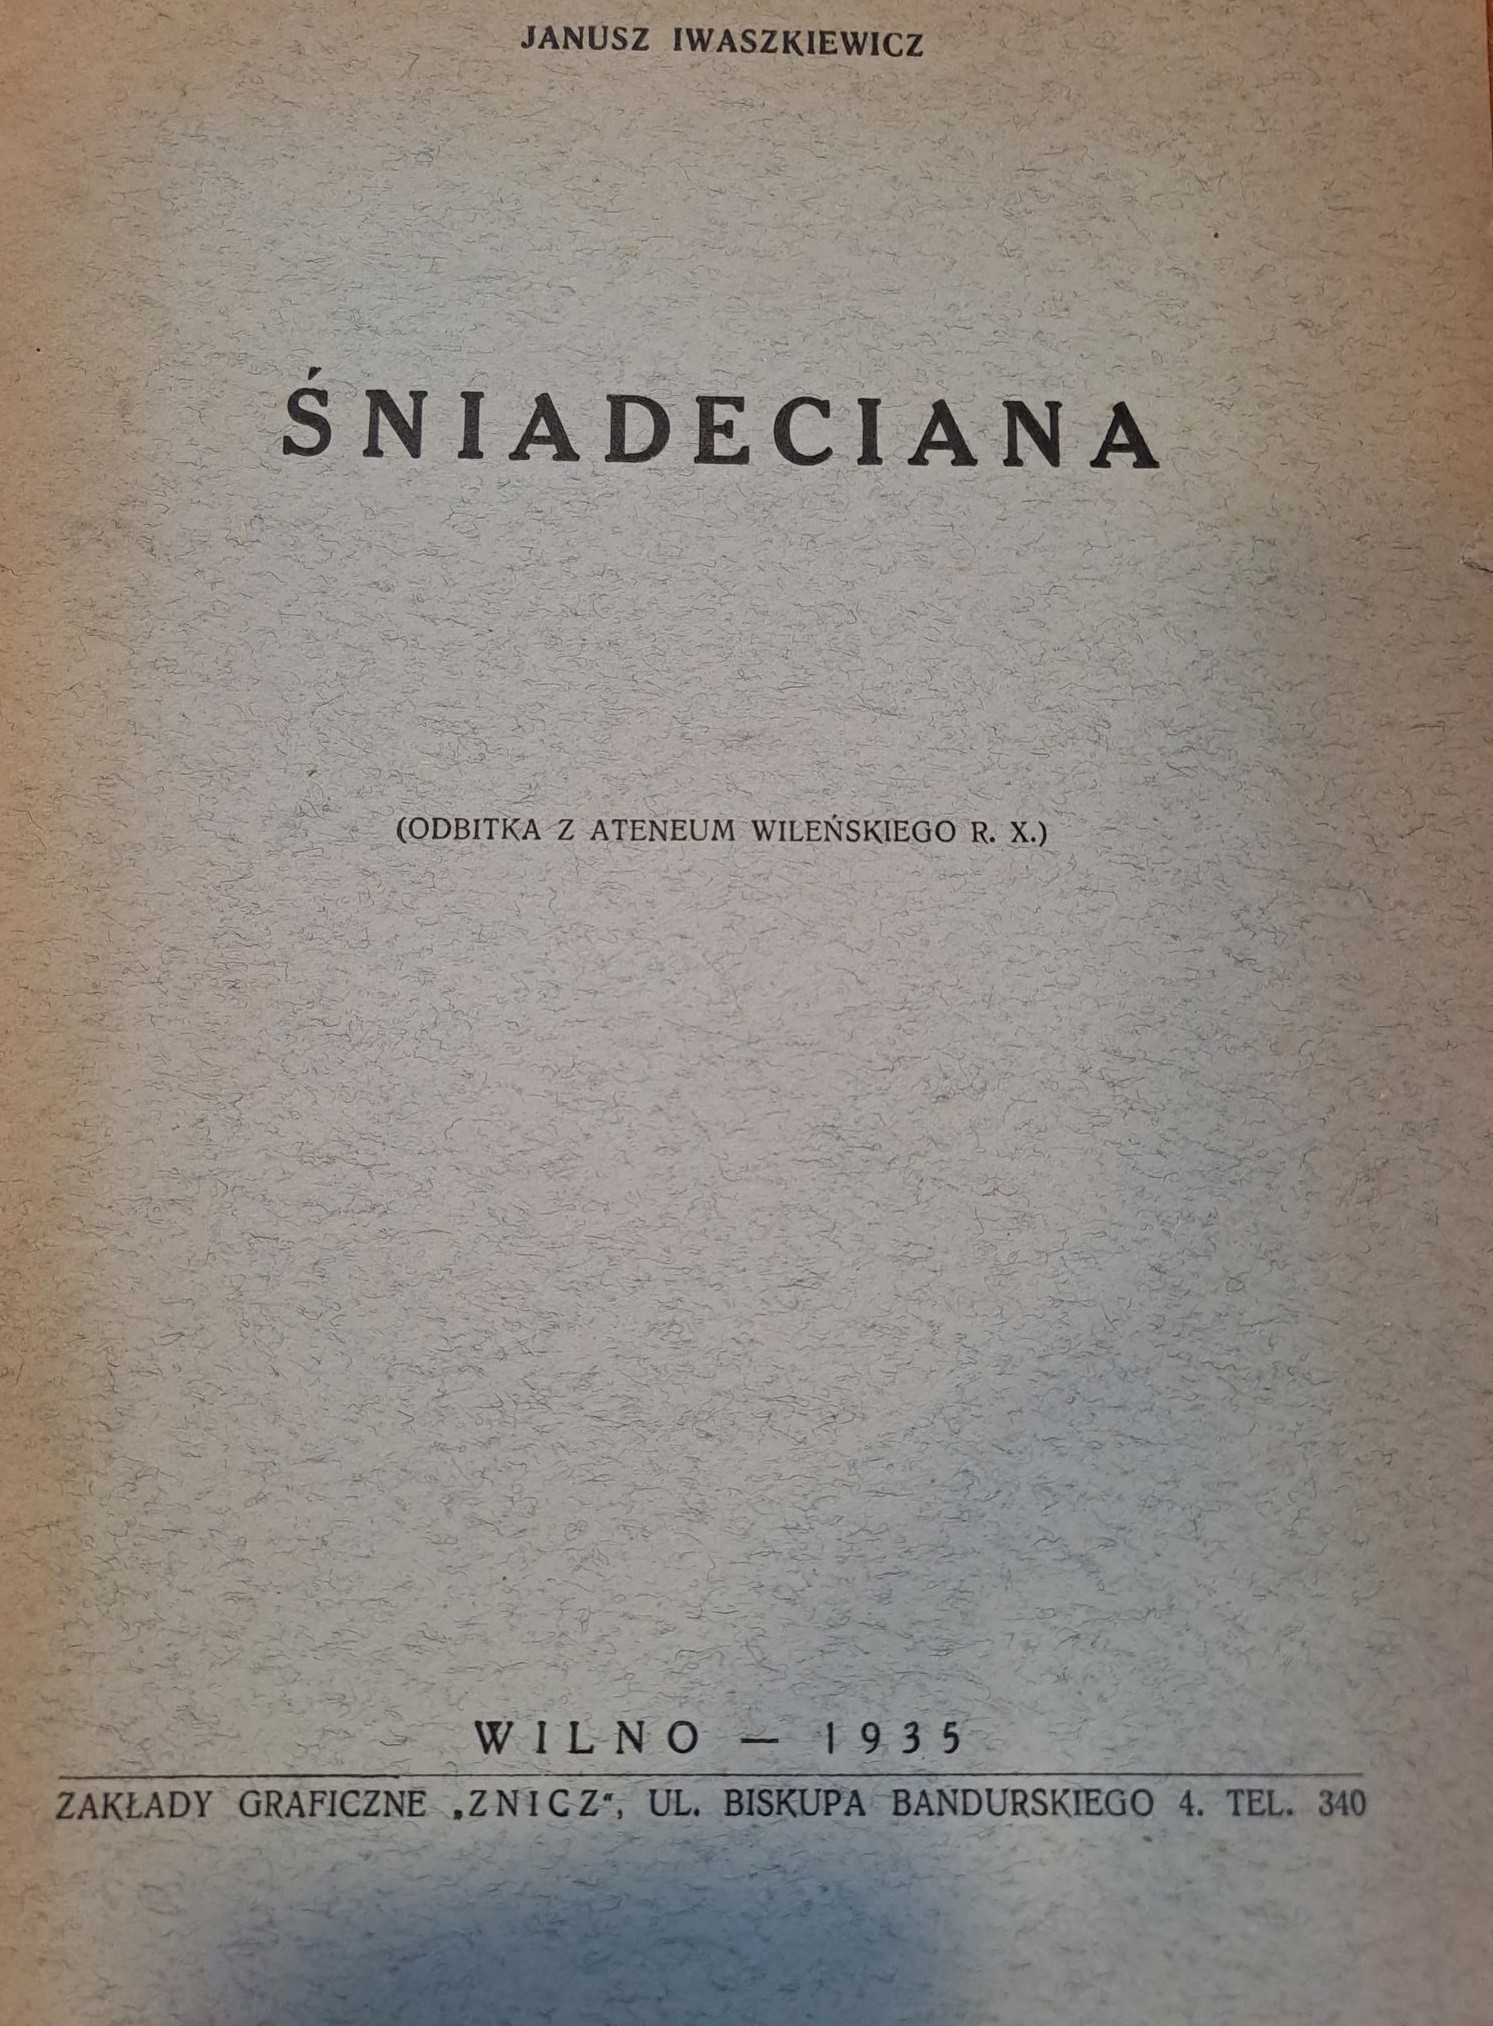 JANUSZ IWASZKIEWICZ
ŚNIADECIANA
(ODBITKA Z ATENEUM WILEŃSKIEGO R. X.)
WILNO — 1935
ZAKŁADY GRAFICZNE „ZNICZ“, UL. BISKUPA BANDURSKIEGO 4. TEL. 340